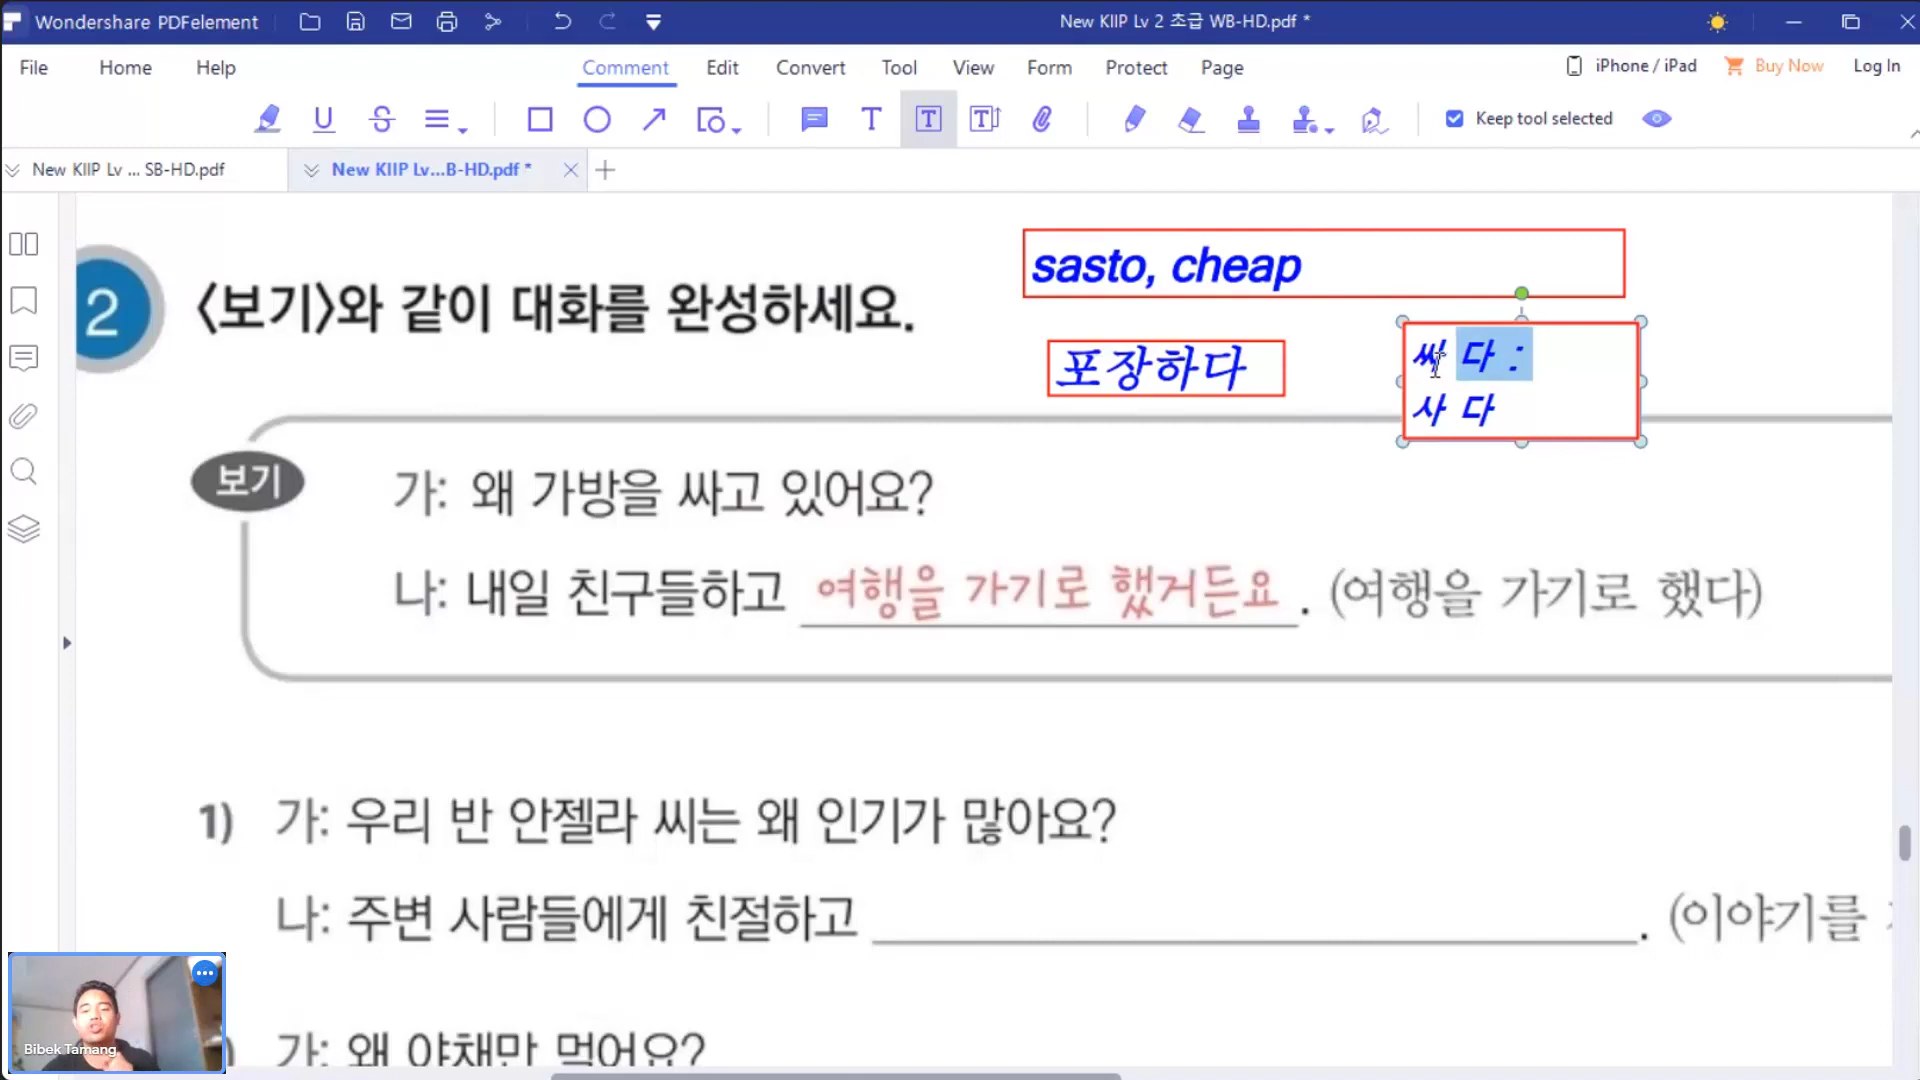 Wondershare PDFelement
New KIIP Lv 2 초급 WB-HD.pdf *
File Home Help Comment Edit Convert Tool View Form Protect Page iPhone / iPad Buy Now Log In
Keep tool selected
New KIIP Lv ... SB-HD.pdf
New KIIP Lv...B-HD.pdf *
sasto, cheap
2 <보기>와 같이 대화를 완성하세요.
포장하다
싸 다 :
사 다
보기
가: 왜 가방을 싸고 있어요?
나: 내일 친구들하고 여행을 가기로 했거든요. (여행을 가기로 했다)
1) 가: 우리 반 안젤라 씨는 왜 인기가 많아요?
나: 주변 사람들에게 친절하고 . (이야기를
가: 왜 야채만 먹어요?
Bibek Tamang